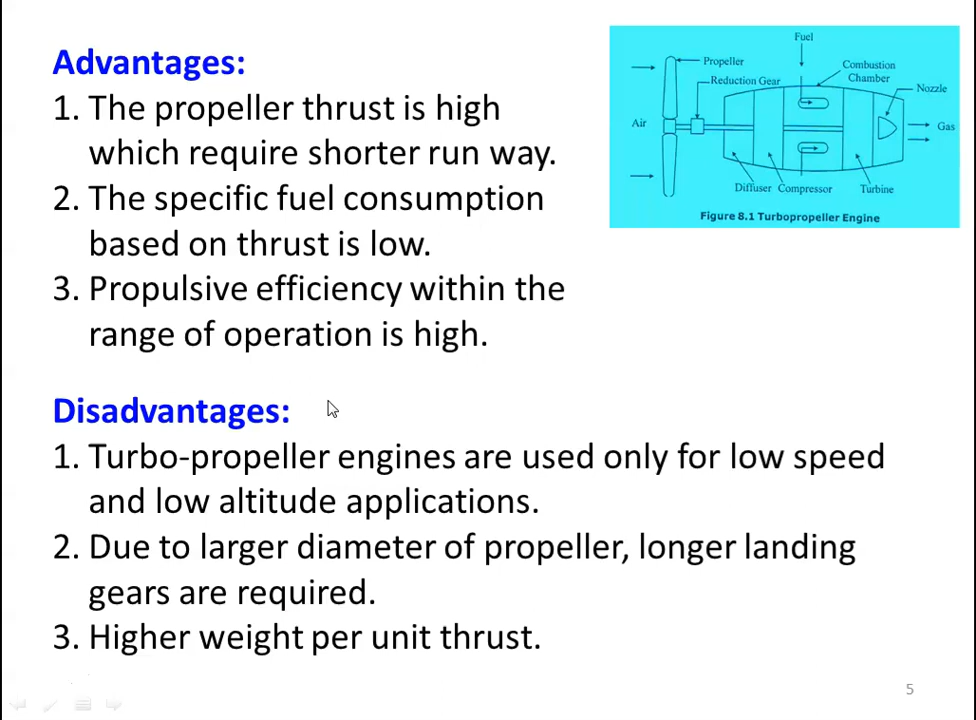 Advantages:
1. The propeller thrust is high
which require shorter run way.
2. The specific fuel consumption
based on thrust is low.
3. Propulsive efficiency within the
range of operation is high.
Fuel
Propeller
Combustion
Chamber
Reduction Gear
Nozzle
Air
Gas
Diffuser Compressor Turbine
Figure 8.1 Turbopropeller Engine
Disadvantages:
1. Turbo-propeller engines are used only for low speed
and low altitude applications.
2. Due to larger diameter of propeller, longer landing
gears are required.
3. Higher weight per unit thrust.
5